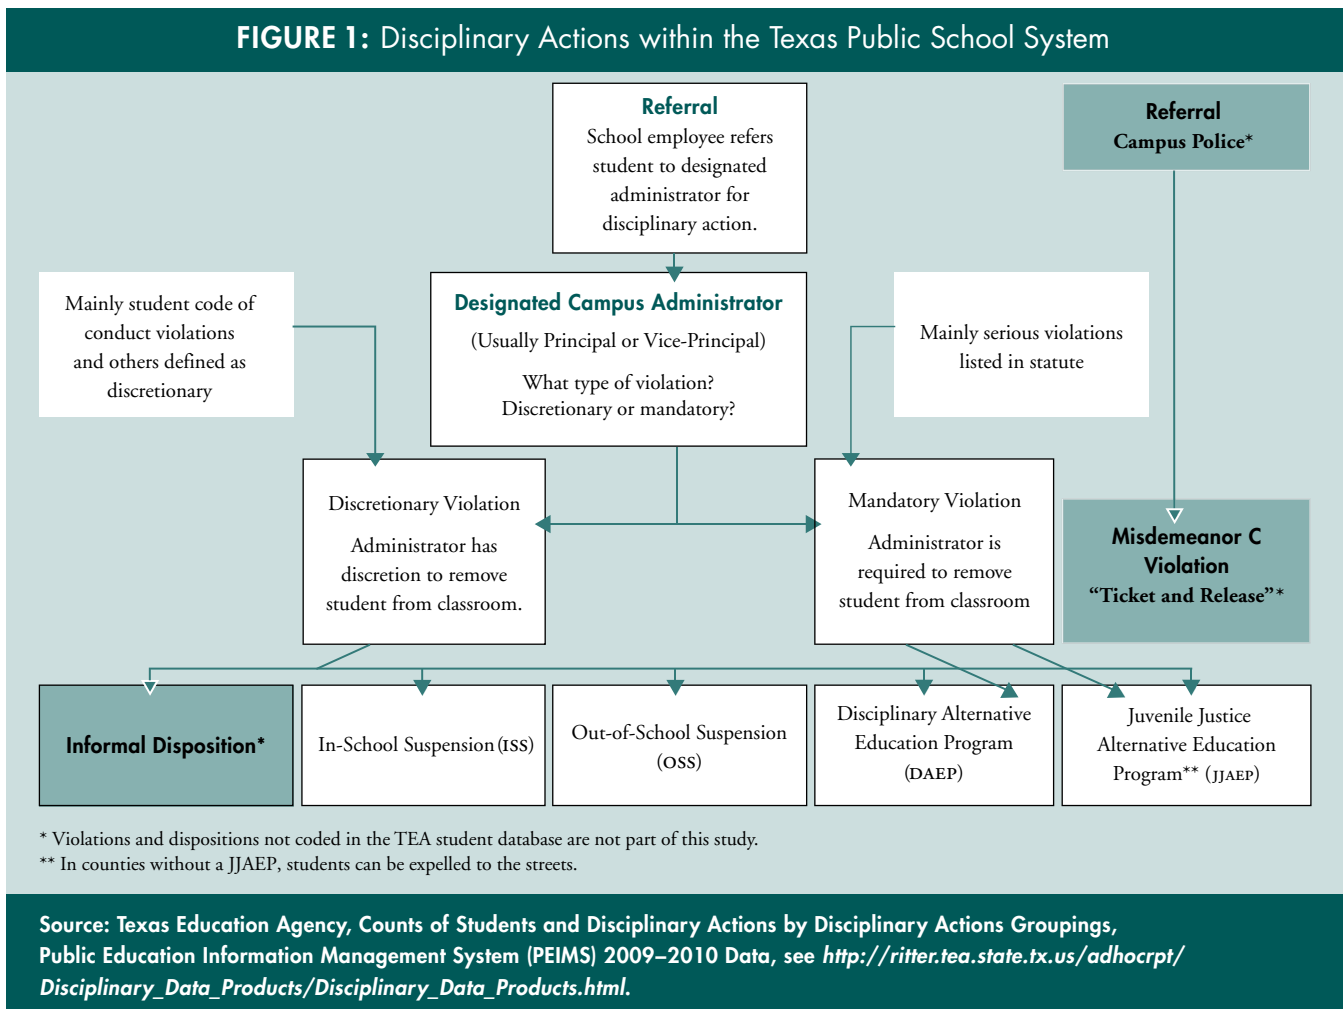 FIGURE 1: Disciplinary Actions within the Texas Public School System
Referral
School employee refers
student to designated
administrator for
disciplinary action.
Referral
Campus Police*
Mainly student code of
conduct violations
and others defined as
discretionary
Designated Campus Administrator
(Usually Principal or Vice-Principal)
What type of violation?
Discretionary or mandatory?
Mainly serious violations
listed in statute
Discretionary Violation
Administrator has
discretion to remove
student from classroom.
Mandatory Violation
Administrator is
required to remove
student from classroom
Misdemeanor C
Violation
“Ticket and Release”*
Informal Disposition*
In-School Suspension (ISS)
Out-of-School Suspension
(OSS)
Disciplinary Alternative
Education Program
(DAEP)
Juvenile Justice
Alternative Education
Program** (JJAEP)
* Violations and dispositions not coded in the TEA student database are not part of this study.
** In counties without a JJAEP, students can be expelled to the streets.
Source: Texas Education Agency, Counts of Students and Disciplinary Actions by Disciplinary Actions Groupings,
Public Education Information Management System (PEIMS) 2009–2010 Data, see http://ritter.tea.state.tx.us/adhocrpt/
Disciplinary_Data_Products/Disciplinary_Data_Products.html.